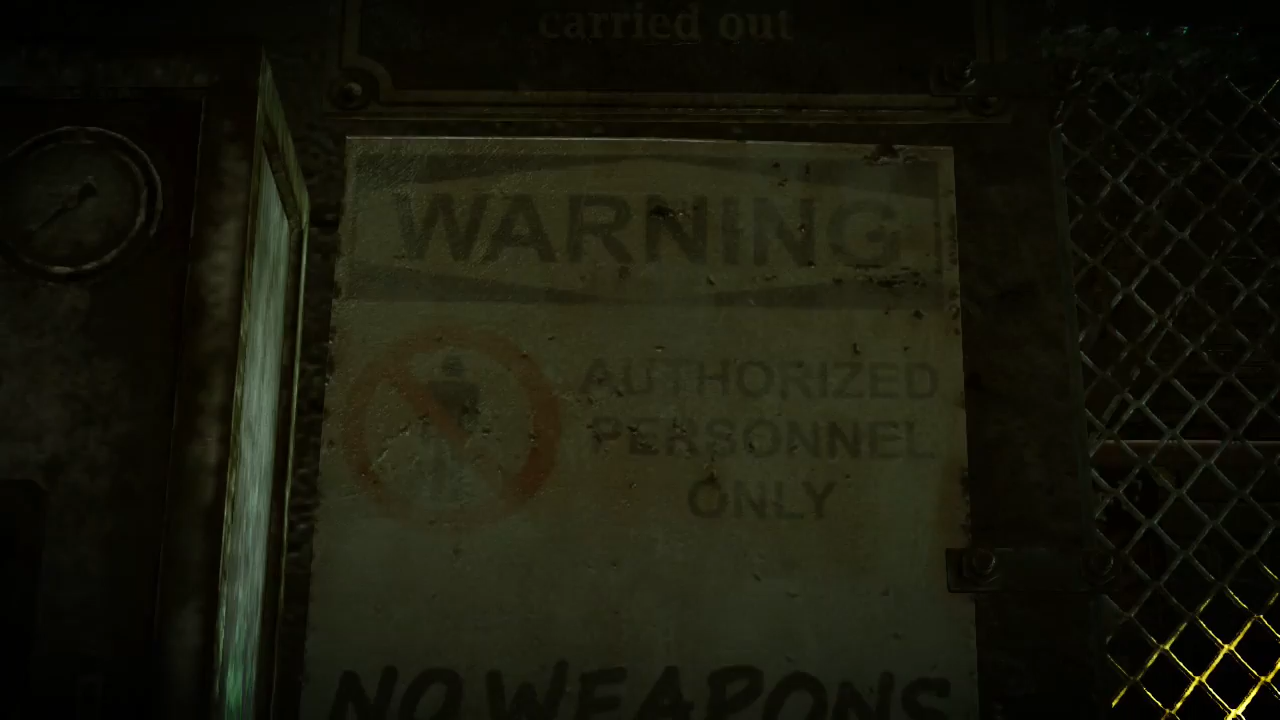 carried out
WARNING
AUTHORIZED
PERSONNEL
ONLY
NO WEAPONS